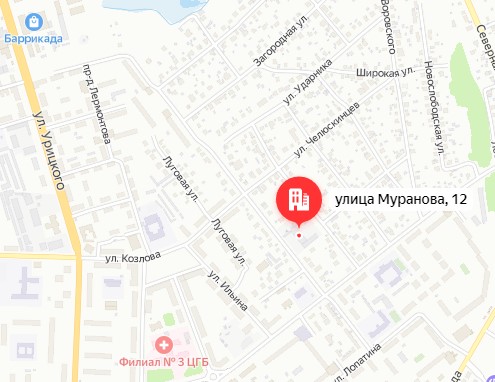 Баррикада
Загородная ул.
Воровского
Северная
Широкая ул.
ул. Ударника
Новослободская ул.
пр-д Лермонтова
ул. Урицкого
ул. Челюскинцев
Луговая ул.
улица Муранова, 12
Луговая ул.
ул. Козлова
ул. Ильина
Филиал № 3 ЦГБ
ул. Лопатина